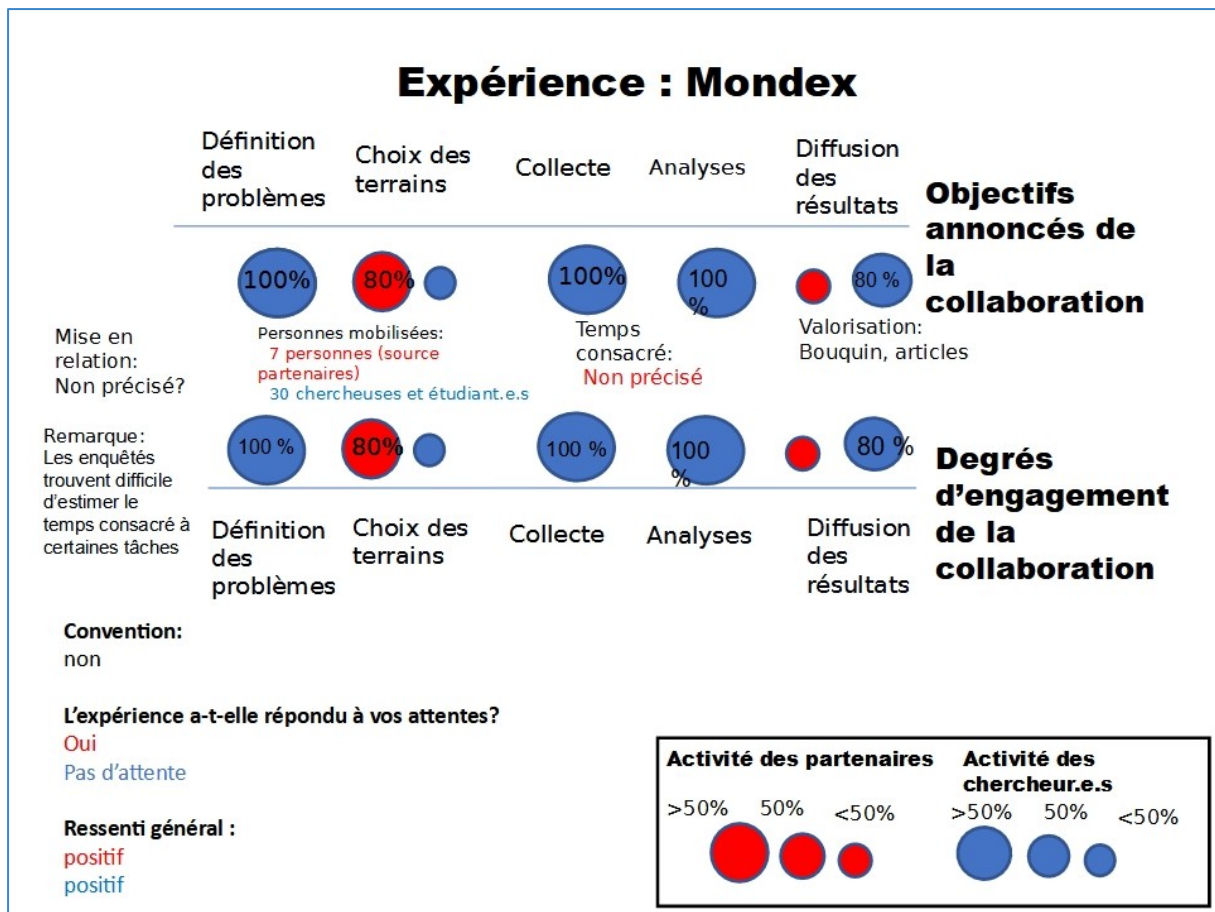 Expérience : Mondex
Définition
des
problèmes
Choix des
terrains
Collecte
Analyses
Diffusion
des
résultats
Objectifs
annoncés de
la
collaboration
100%
80%
100%
100
%
80 %
Mise en
relation:
Non précisé?
Personnes mobilisées:
7 personnes (source
partenaires)
30 chercheuses et étudiant.e.s
Temps
consacré:
Non précisé
Valorisation:
Bouquin, articles
Remarque:
Les enquêtés
trouvent difficile
d'estimer le
temps consacré à
certaines tâches
100 %
80%
100 %
100
%
80 %
Degrés
d’engagement
de la
collaboration
Définition
des
problèmes
Choix des
terrains
Collecte
Analyses
Diffusion
des
résultats
Convention:
non
L’expérience a-t-elle répondu à vos attentes?
Oui
Pas d’attente
Ressenti général :
positif
positif
Activité des partenaires
>50% 50% <50%
Activité des
chercheur.e.s
>50% 50% <50%